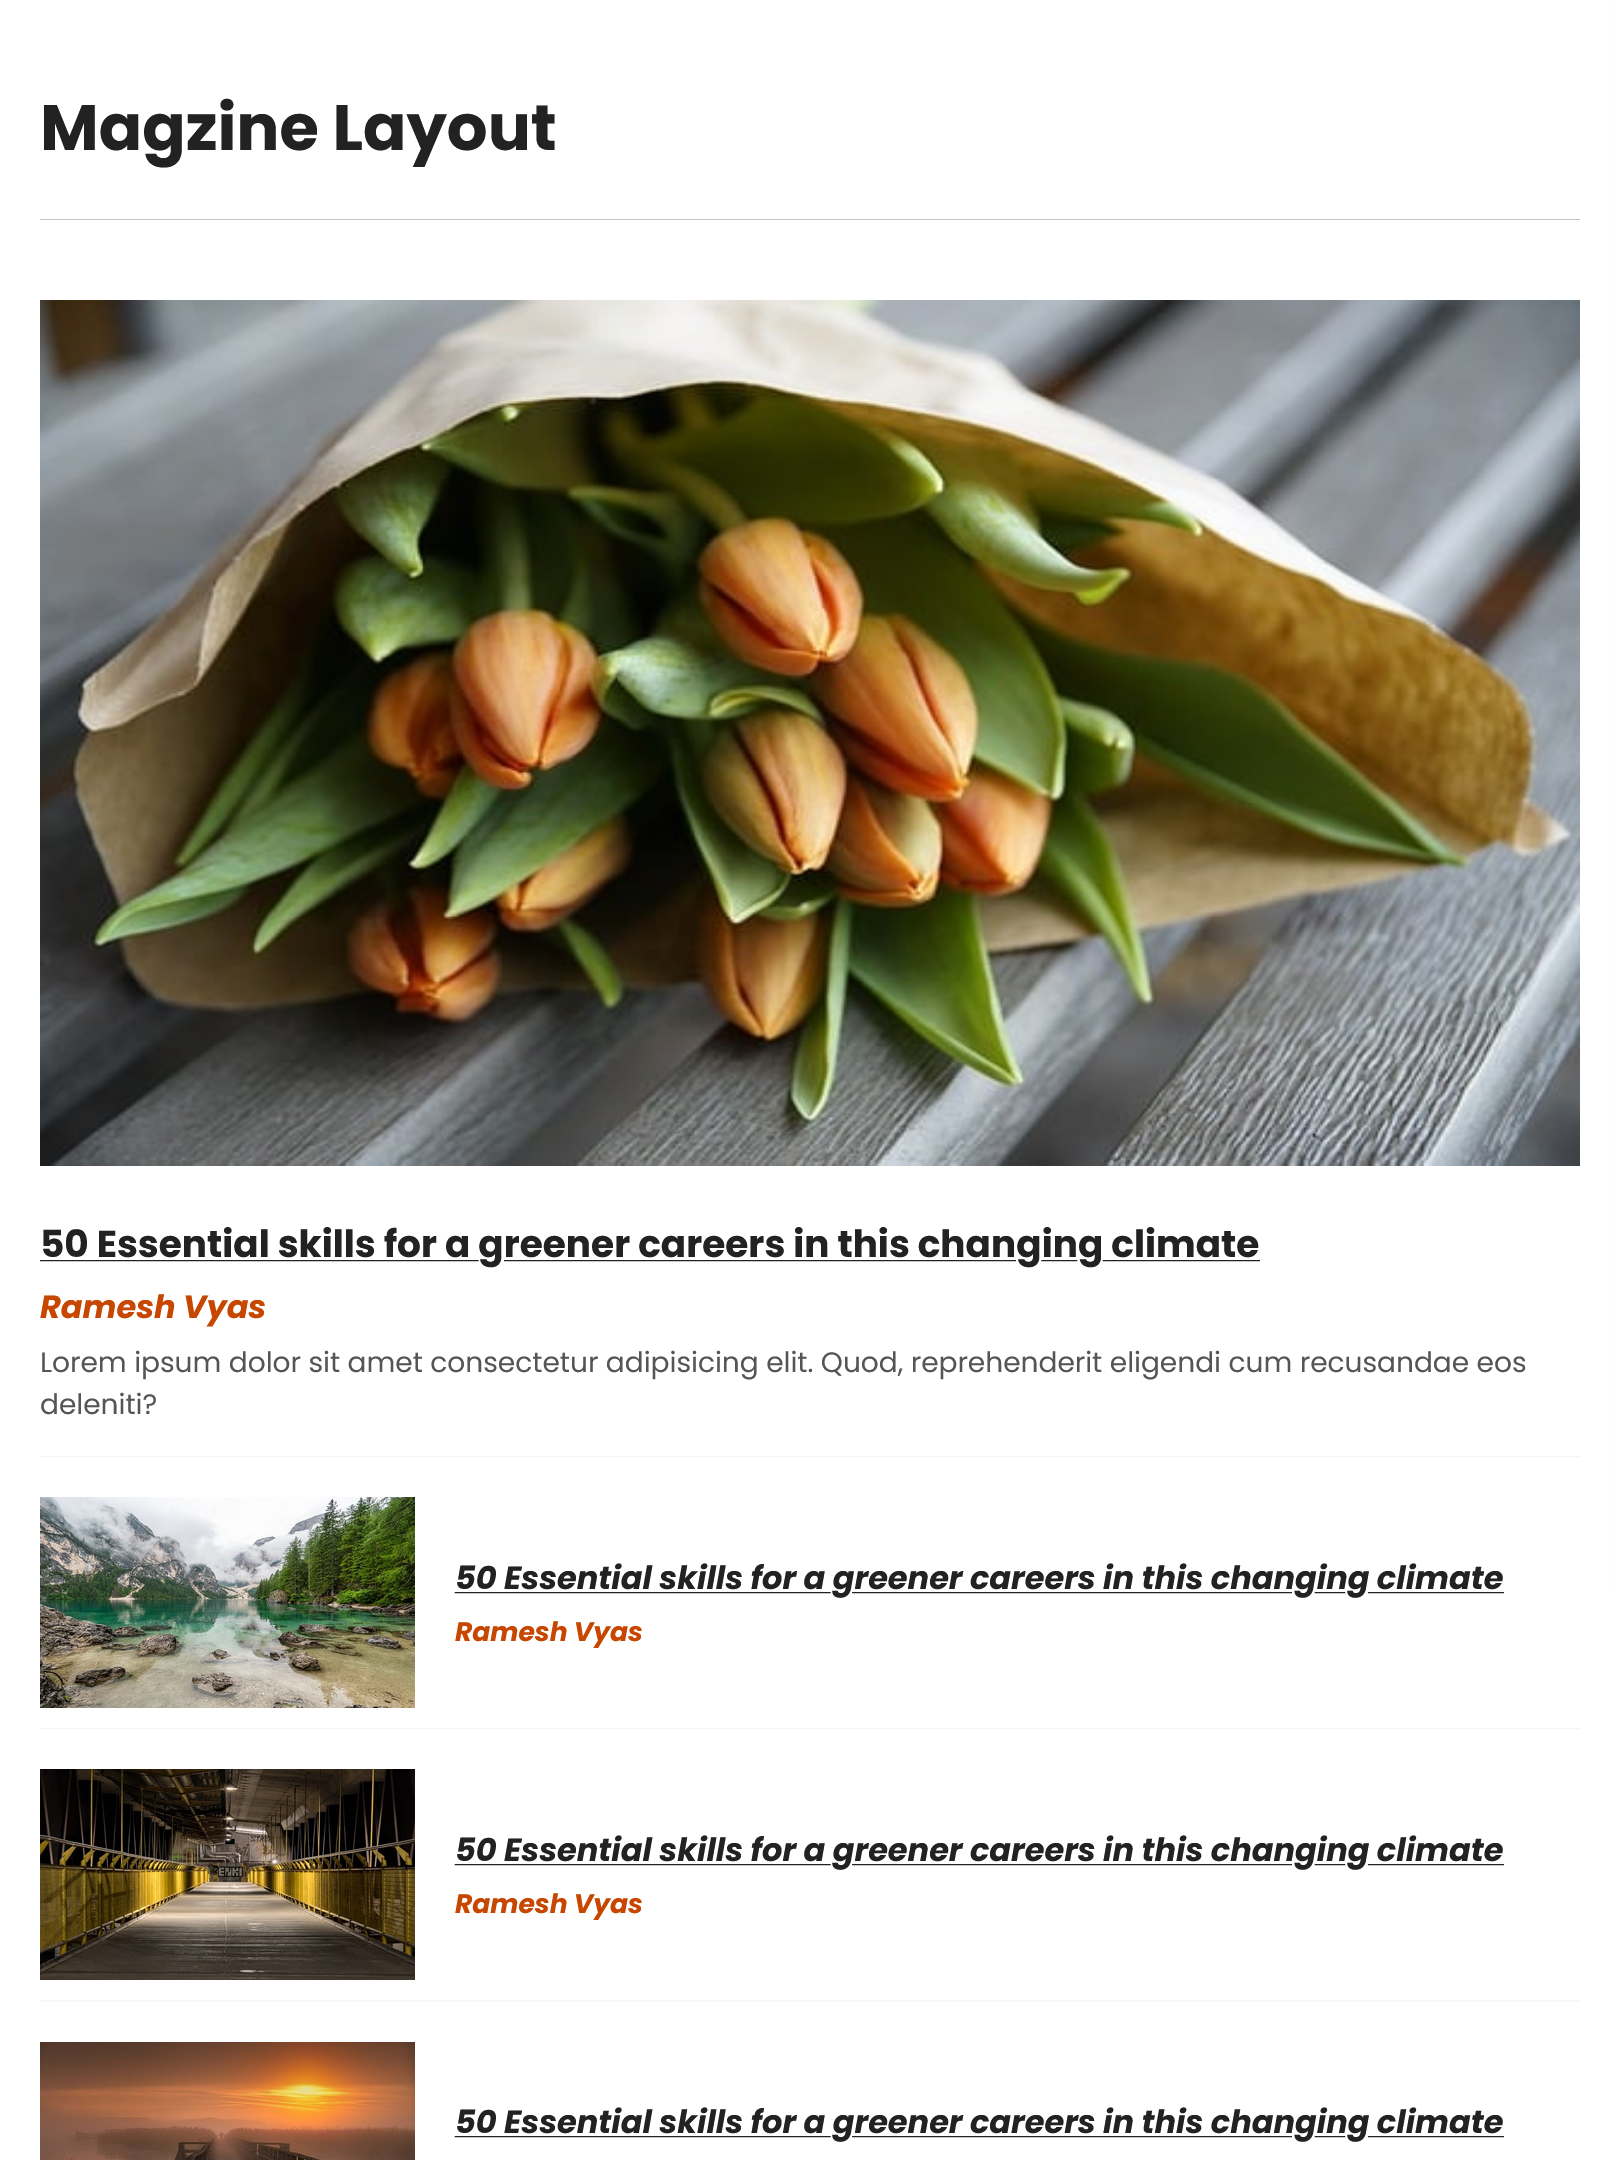 Magzine Layout
50 Essential skills for a greener careers in this changing climate
Ramesh Vyas
Lorem ipsum dolor sit amet consectetur adipisicing elit. Quod, reprehenderit eligendi cum recusandae eos
deleniti?
50 Essential skills for a greener careers in this changing climate
Ramesh Vyas
50 Essential skills for a greener careers in this changing climate
Ramesh Vyas
50 Essential skills for a greener careers in this changing climate